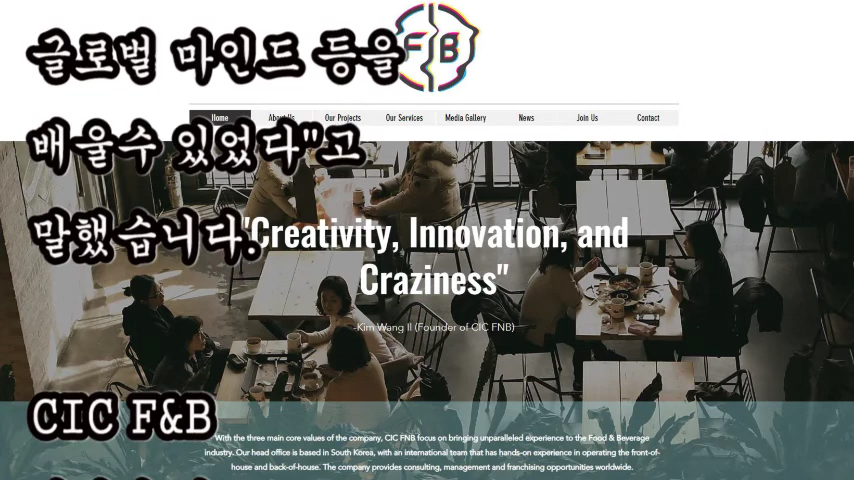 글로벌 마인드 등을
배울수 있었다"고
말했습니다.
CIC F&B
FB
Home About Us Our Projects Our Services Media Gallery News Join Us Contact
"Creativity, Innovation, and
Craziness"
-Kim Wang Il (Founder of CIC FNB)
With the three main core values of the company, CIC FNB focus on bringing unparalleled experience to the Food & Beverage
industry. Our head office is based in South Korea, with an international team that has hands-on experience in operating the front-of-
house and back-of-house. The company provides consulting, management and franchising opportunities worldwide.